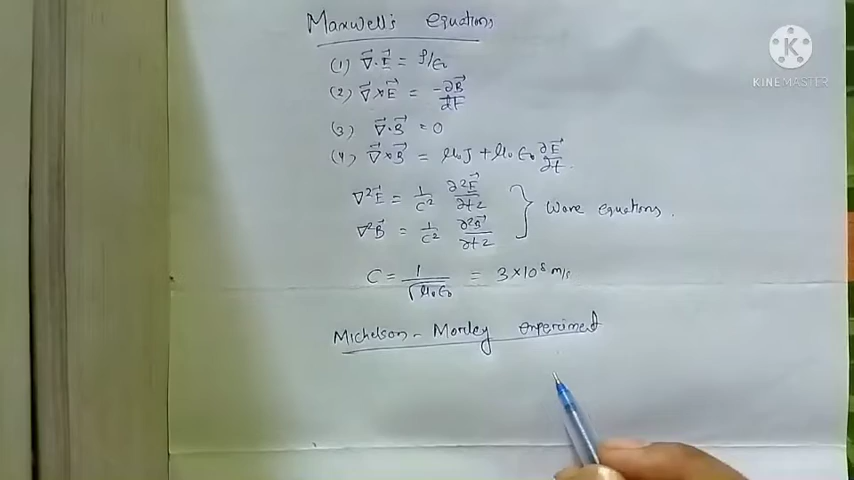 Maxwell's equations
(1) ∇⃗·E⃗ = ρ/ε₀
(2) ∇⃗×E⃗ = -∂B⃗/∂t
(3) ∇⃗·B⃗ = 0
(4) ∇⃗×B⃗ = μ₀J + μ₀ε₀ ∂E⃗/∂t.
∇²E⃗ = 1/c² ∂²E⃗/∂t²
∇²B⃗ = 1/c² ∂²B⃗/∂t² } Wave equations.
C = 1/√μ₀ε₀ = 3×10⁸ m/s
Michelson-Morley experiment
K
KINEMASTER